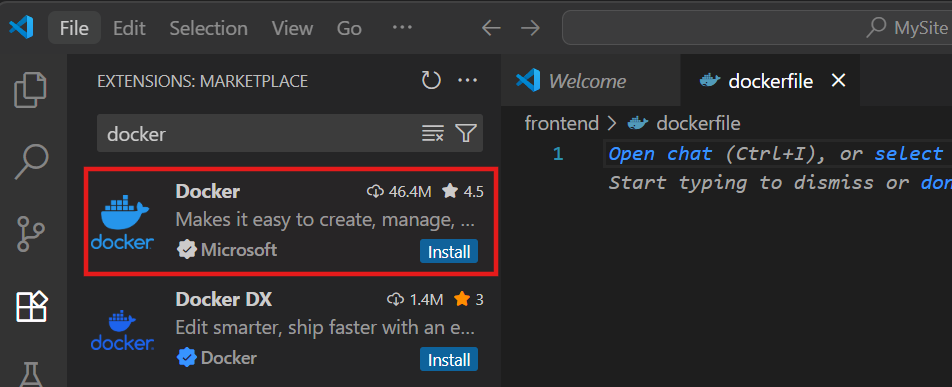 File Edit Selection View Go ··· MySite
EXTENSIONS: MARKETPLACE ···
Welcome dockerfile
docker
frontend > dockerfile
1 Open chat (Ctrl+I), or select
Start typing to dismiss or don
Docker 46.4M 4.5
Makes it easy to create, manage, ...
docker
Microsoft Install
Docker DX 1.4M 3
Edit smarter, ship faster with an e...
docker
Docker Install